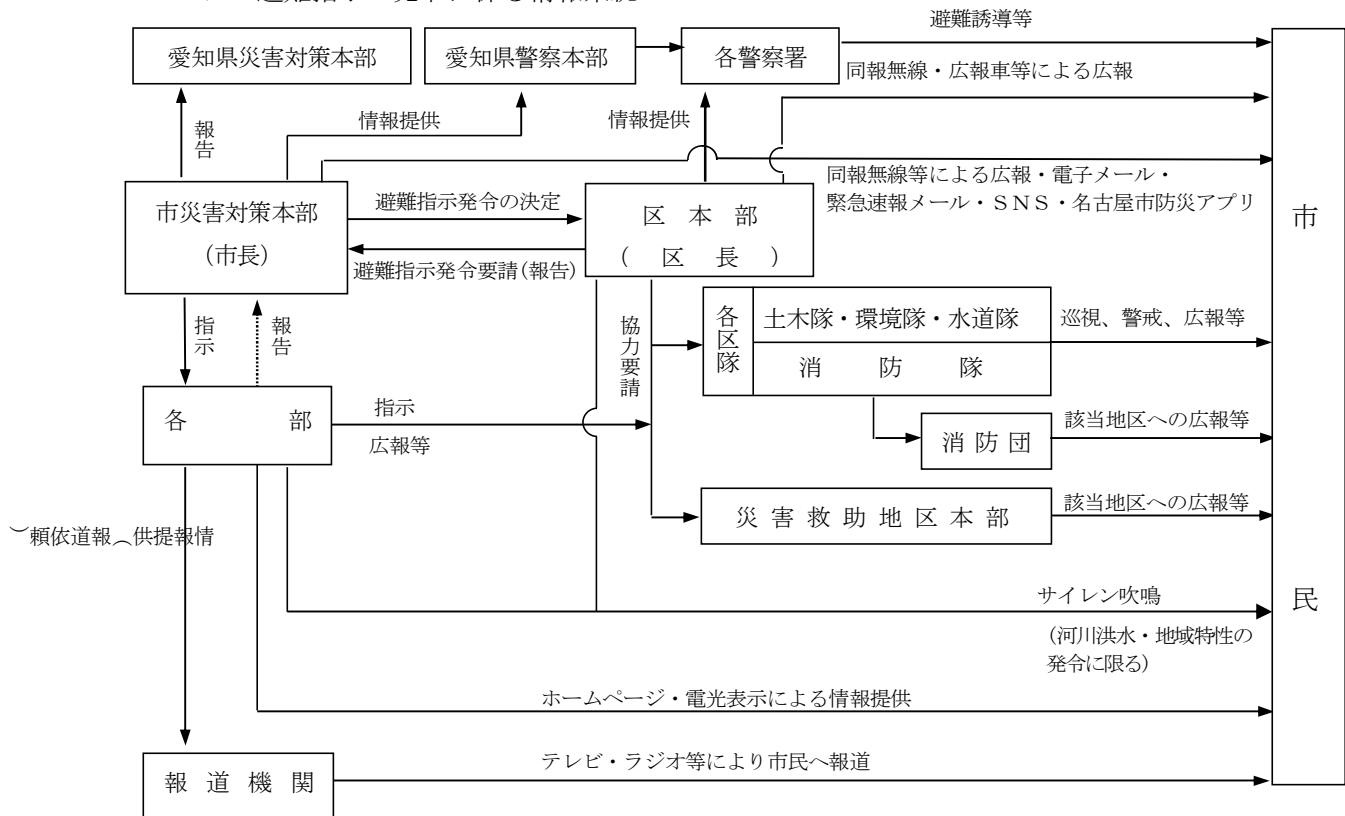 避難誘導等
愛知県災害対策本部
愛知県警察本部
各警察署
同報無線・広報車等による広報
報告
情報提供
情報提供
同報無線等による広報・電子メール・
緊急速報メール・ＳＮＳ・名古屋市防災アプリ
市災害対策本部
(市長)
避難指示発令の決定
避難指示発令要請(報告)
区本部
(区長)
市民
指示
報告
協力要請
各区隊
土木隊・環境隊・水道隊
消防隊
巡視、警戒、広報等
各部
指示
広報等
消防団
該当地区への広報等
災害救助地区本部
該当地区への広報等
情報提供（報道依頼）
サイレン吹鳴
(河川洪水・地域特性の
発令に限る)
ホームページ・電光表示による情報提供
報道機関
テレビ・ラジオ等により市民へ報道